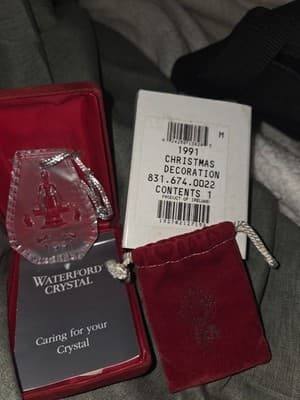 M
1991
CHRISTMAS
DECORATION
831.674.0022
CONTENTS 1
PRODUCT OF IRELAND
WATERFORD
CRYSTAL
Caring for your
Crystal